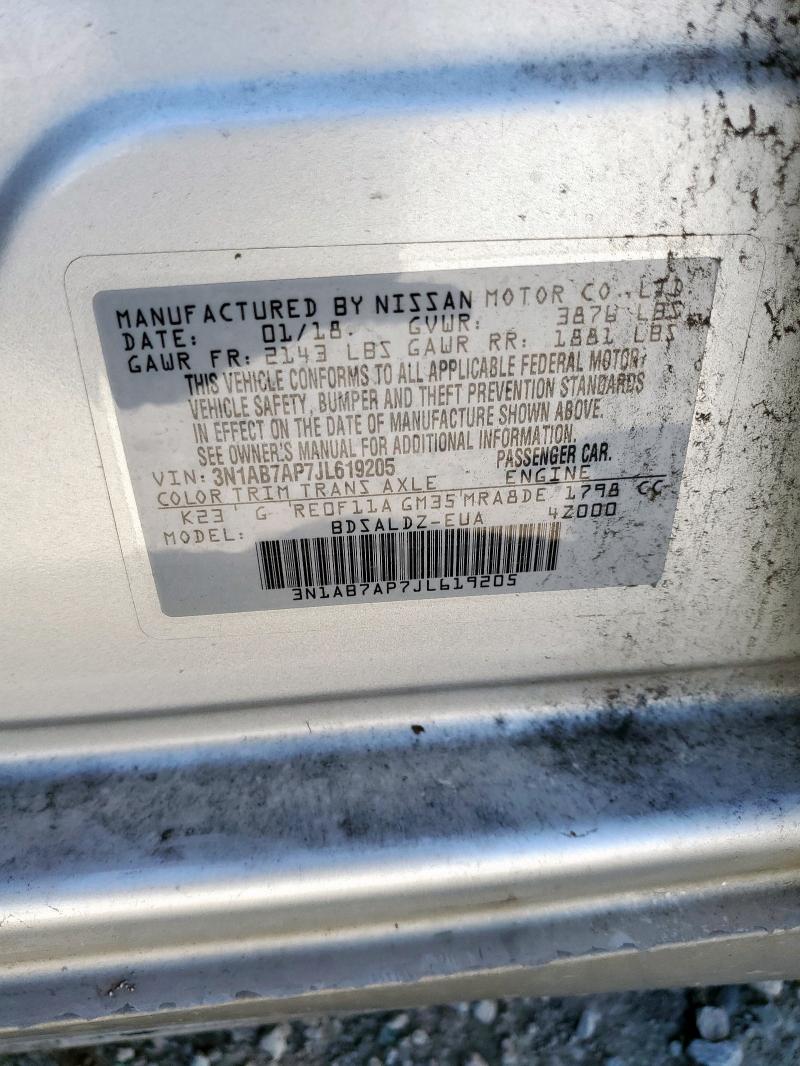 MANUFACTURED BY NISSAN MOTOR CO.,LTD
DATE: 01/18. GVWR: 3878 LBS
GAWR FR: 2143 LBS GAWR RR: 1881 LBS
THIS VEHICLE CONFORMS TO ALL APPLICABLE FEDERAL MOTOR
VEHICLE SAFETY, BUMPER AND THEFT PREVENTION STANDARDS
IN EFFECT ON THE DATE OF MANUFACTURE SHOWN ABOVE.
SEE OWNER'S MANUAL FOR ADDITIONAL INFORMATION.
VIN: 3N1AB7AP7JL619205 PASSENGER CAR.
COLOR TRIM TRANS AXLE ENGINE
K23 G RE0F11A GM35 MRA8DE 1798 CC
MODEL: BDSALDZ-EUA 4Z000
3N1AB7AP7JL619205